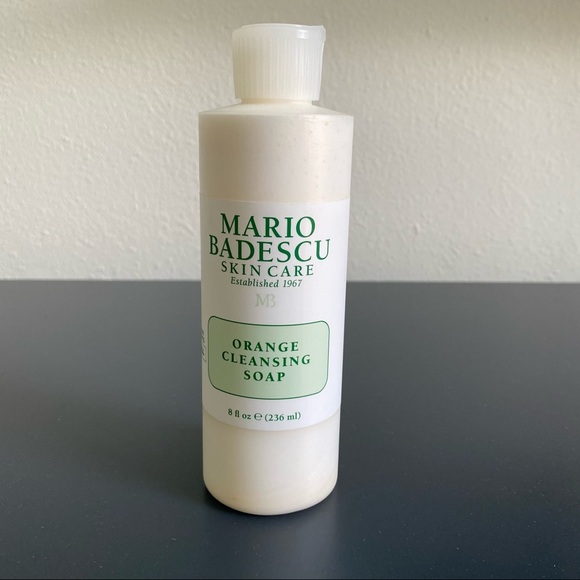 MARIO
BADESCU
SKIN CARE
Established 1967
MB
ORANGE
CLEANSING
SOAP
8 fl oz ℮ (236 ml)